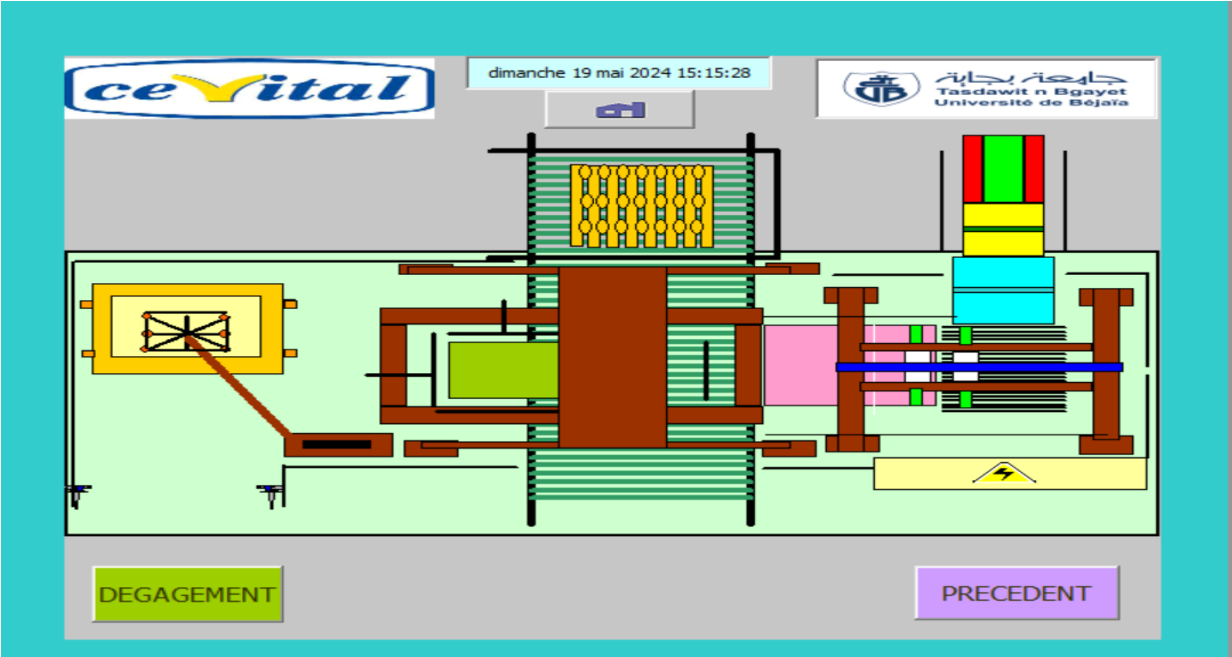 ceVital
dimanche 19 mai 2024 15:15:28
جامعة بجاية
Tasdawit n Bgayet
Université de Béjaïa
DEGAGEMENT
PRECEDENT